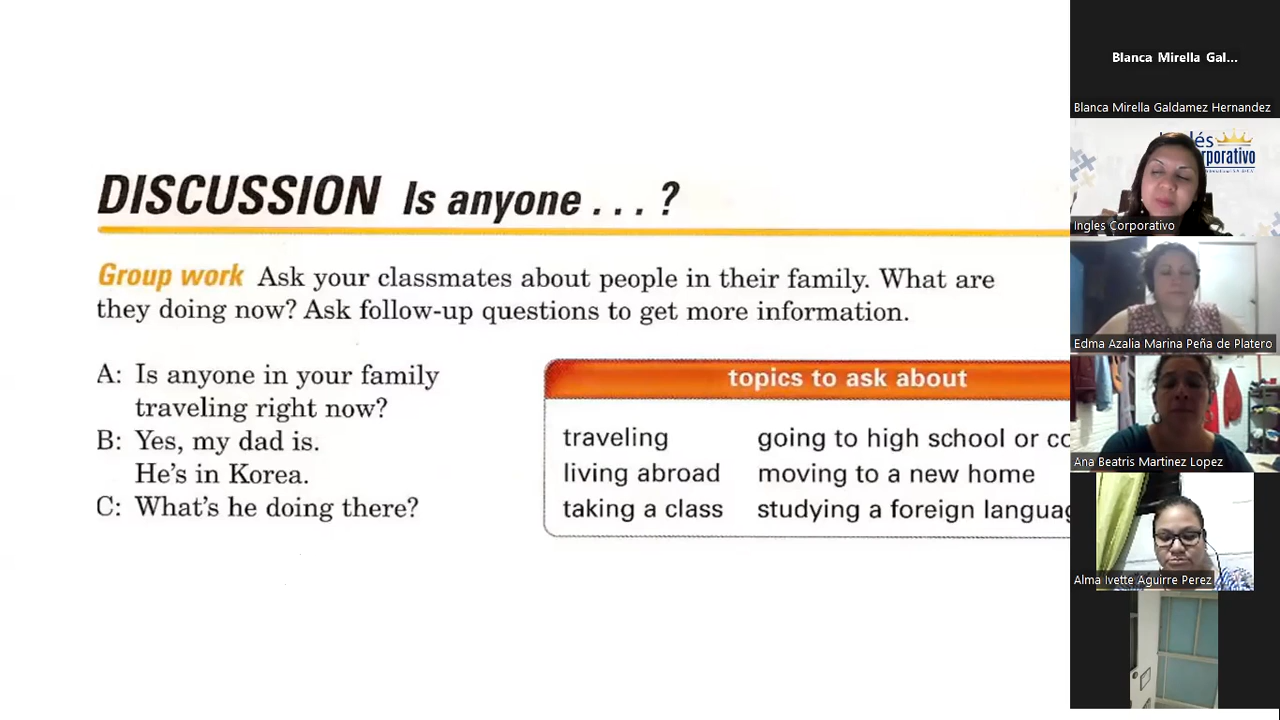 DISCUSSION Is anyone . . . ?
Group work Ask your classmates about people in their family. What are
they doing now? Ask follow-up questions to get more information.
A: Is anyone in your family
traveling right now?
B: Yes, my dad is.
He's in Korea.
C: What's he doing there?
topics to ask about
traveling going to high school or co
living abroad moving to a new home
taking a class studying a foreign languag
Blanca Mirella Gal...
Blanca Mirella Galdamez Hernandez
Ingles Corporativo
Edma Azalia Marina Peña de Platero
Ana Beatris Martinez Lopez
Alma Ivette Aguirre Perez